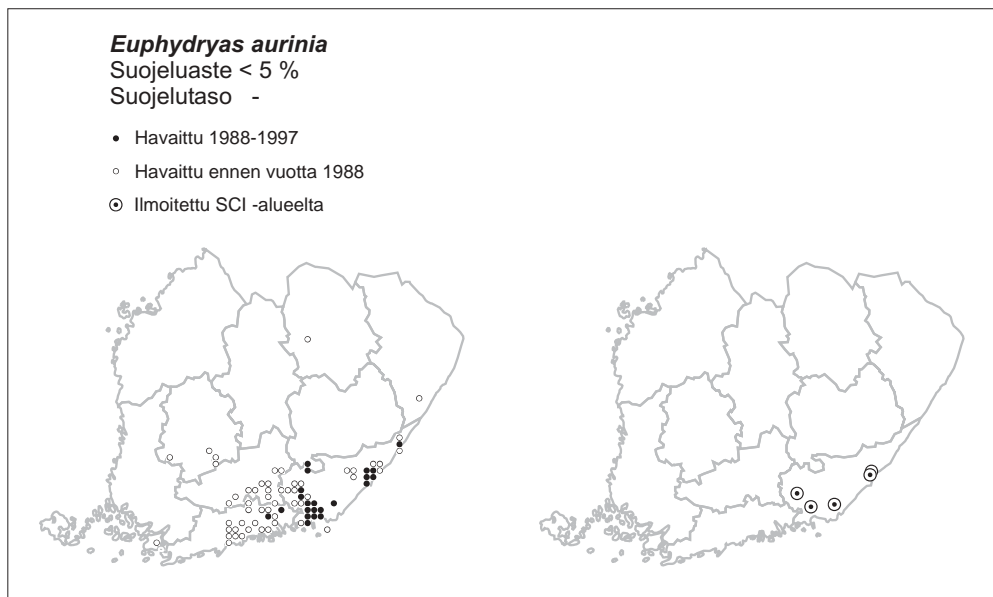 Euphydryas aurinia
Suojeluaste < 5 %
Suojelutaso -
Havaittu 1988-1997
Havaittu ennen vuotta 1988
Ilmoitettu SCI -alueelta